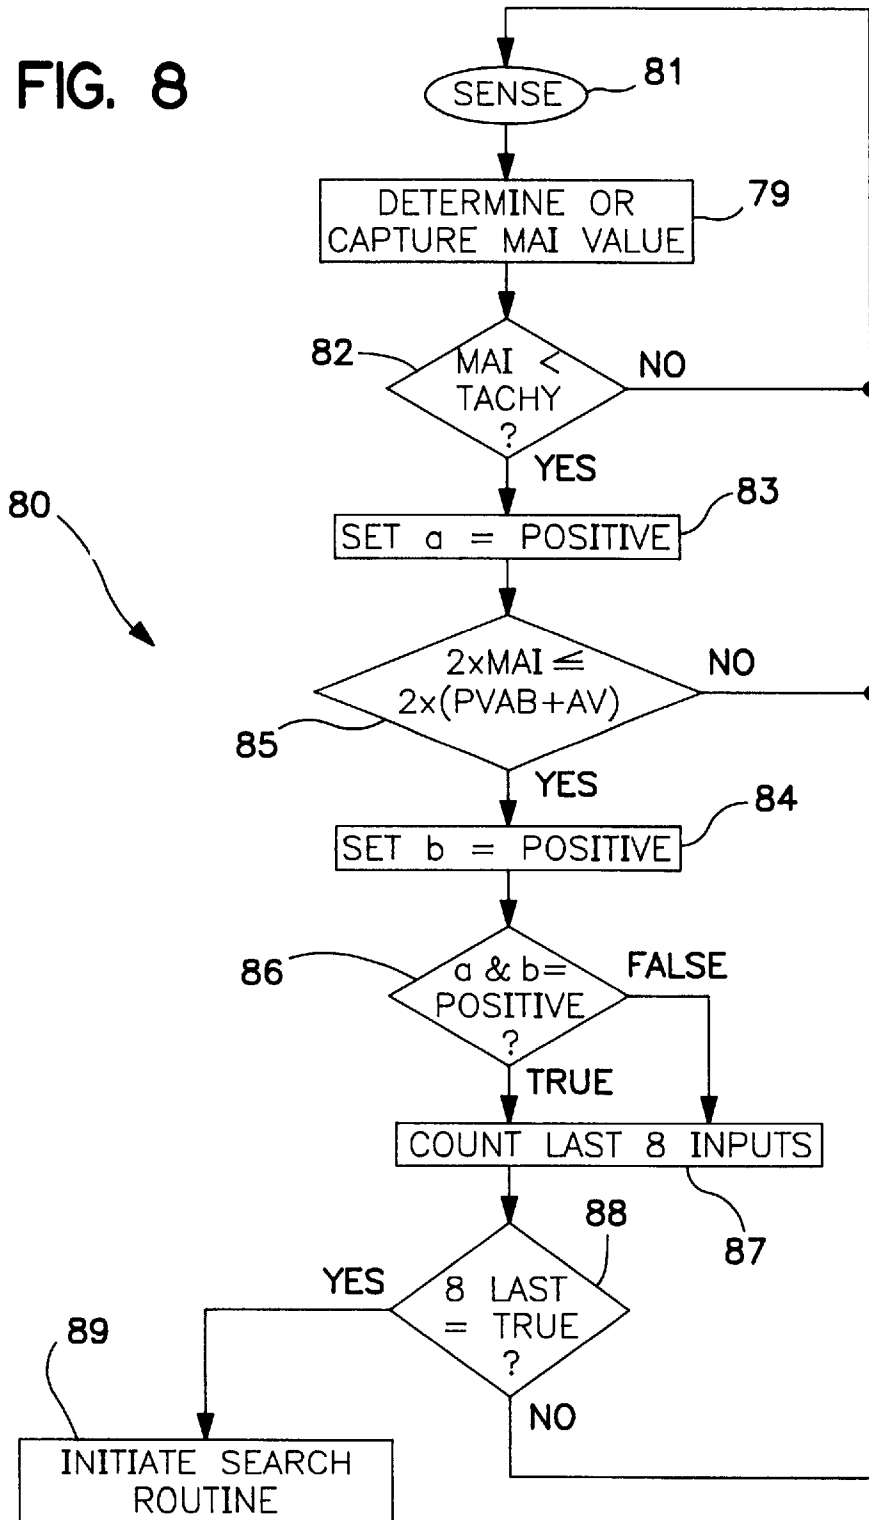 FIG. 8
SENSE
81
DETERMINE OR
CAPTURE MAI VALUE
79
82
MAI <
TACHY
?
NO
YES
80
83
SET a = POSITIVE
2xMAI ≤
2x(PVAB+AV)
NO
85
YES
84
SET b = POSITIVE
86
a & b =
POSITIVE
?
FALSE
TRUE
COUNT LAST 8 INPUTS
87
88
YES
8 LAST
= TRUE
?
89
NO
INITIATE SEARCH
ROUTINE